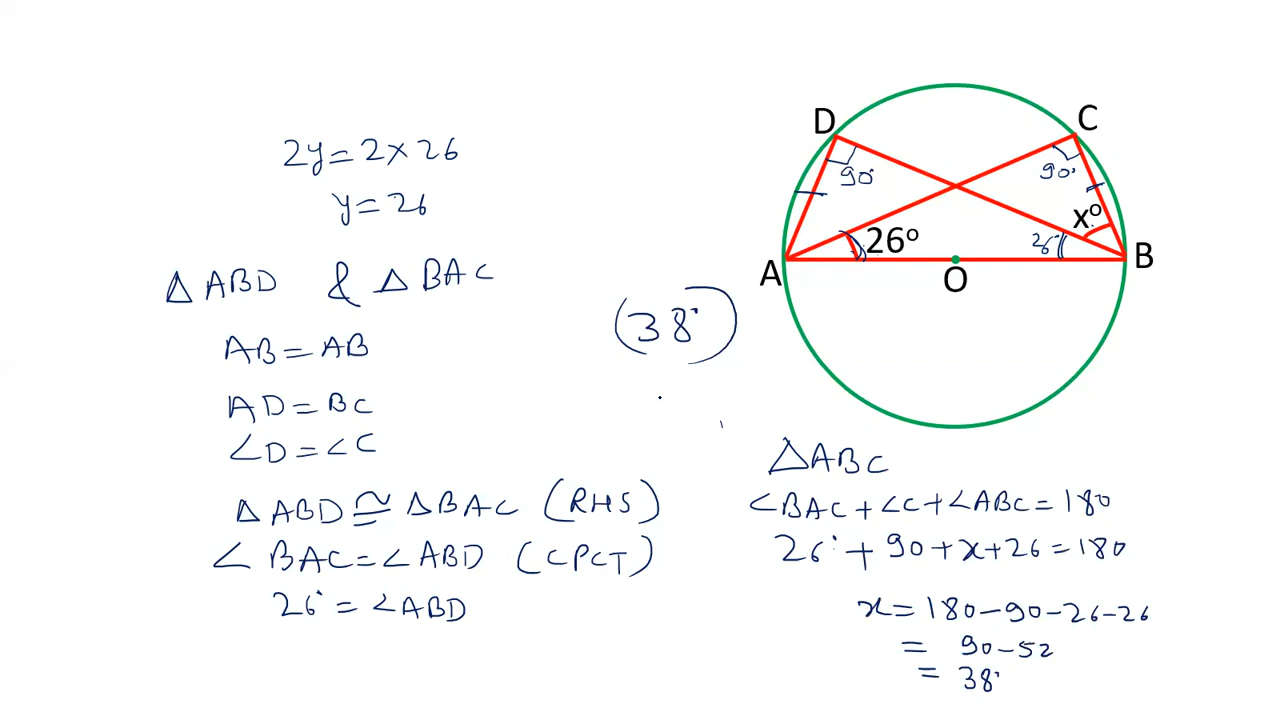 2y = 2 × 26
y = 26
△ ABD & △ BAC
AB = AB
AD = BC
∠D = ∠C
△ ABD ≅ △ BAC (RHS)
∠ BAC = ∠ABD (CPCT)
26° = ∠ABD
(38°)
D
C
90°
90°
x°
26°
26°
A
O
B
△ABC
∠BAC + ∠C + ∠ABC = 180
26° + 90 + x + 26 = 180
x = 180 - 90 - 26 - 26
= 90 - 52
= 38°